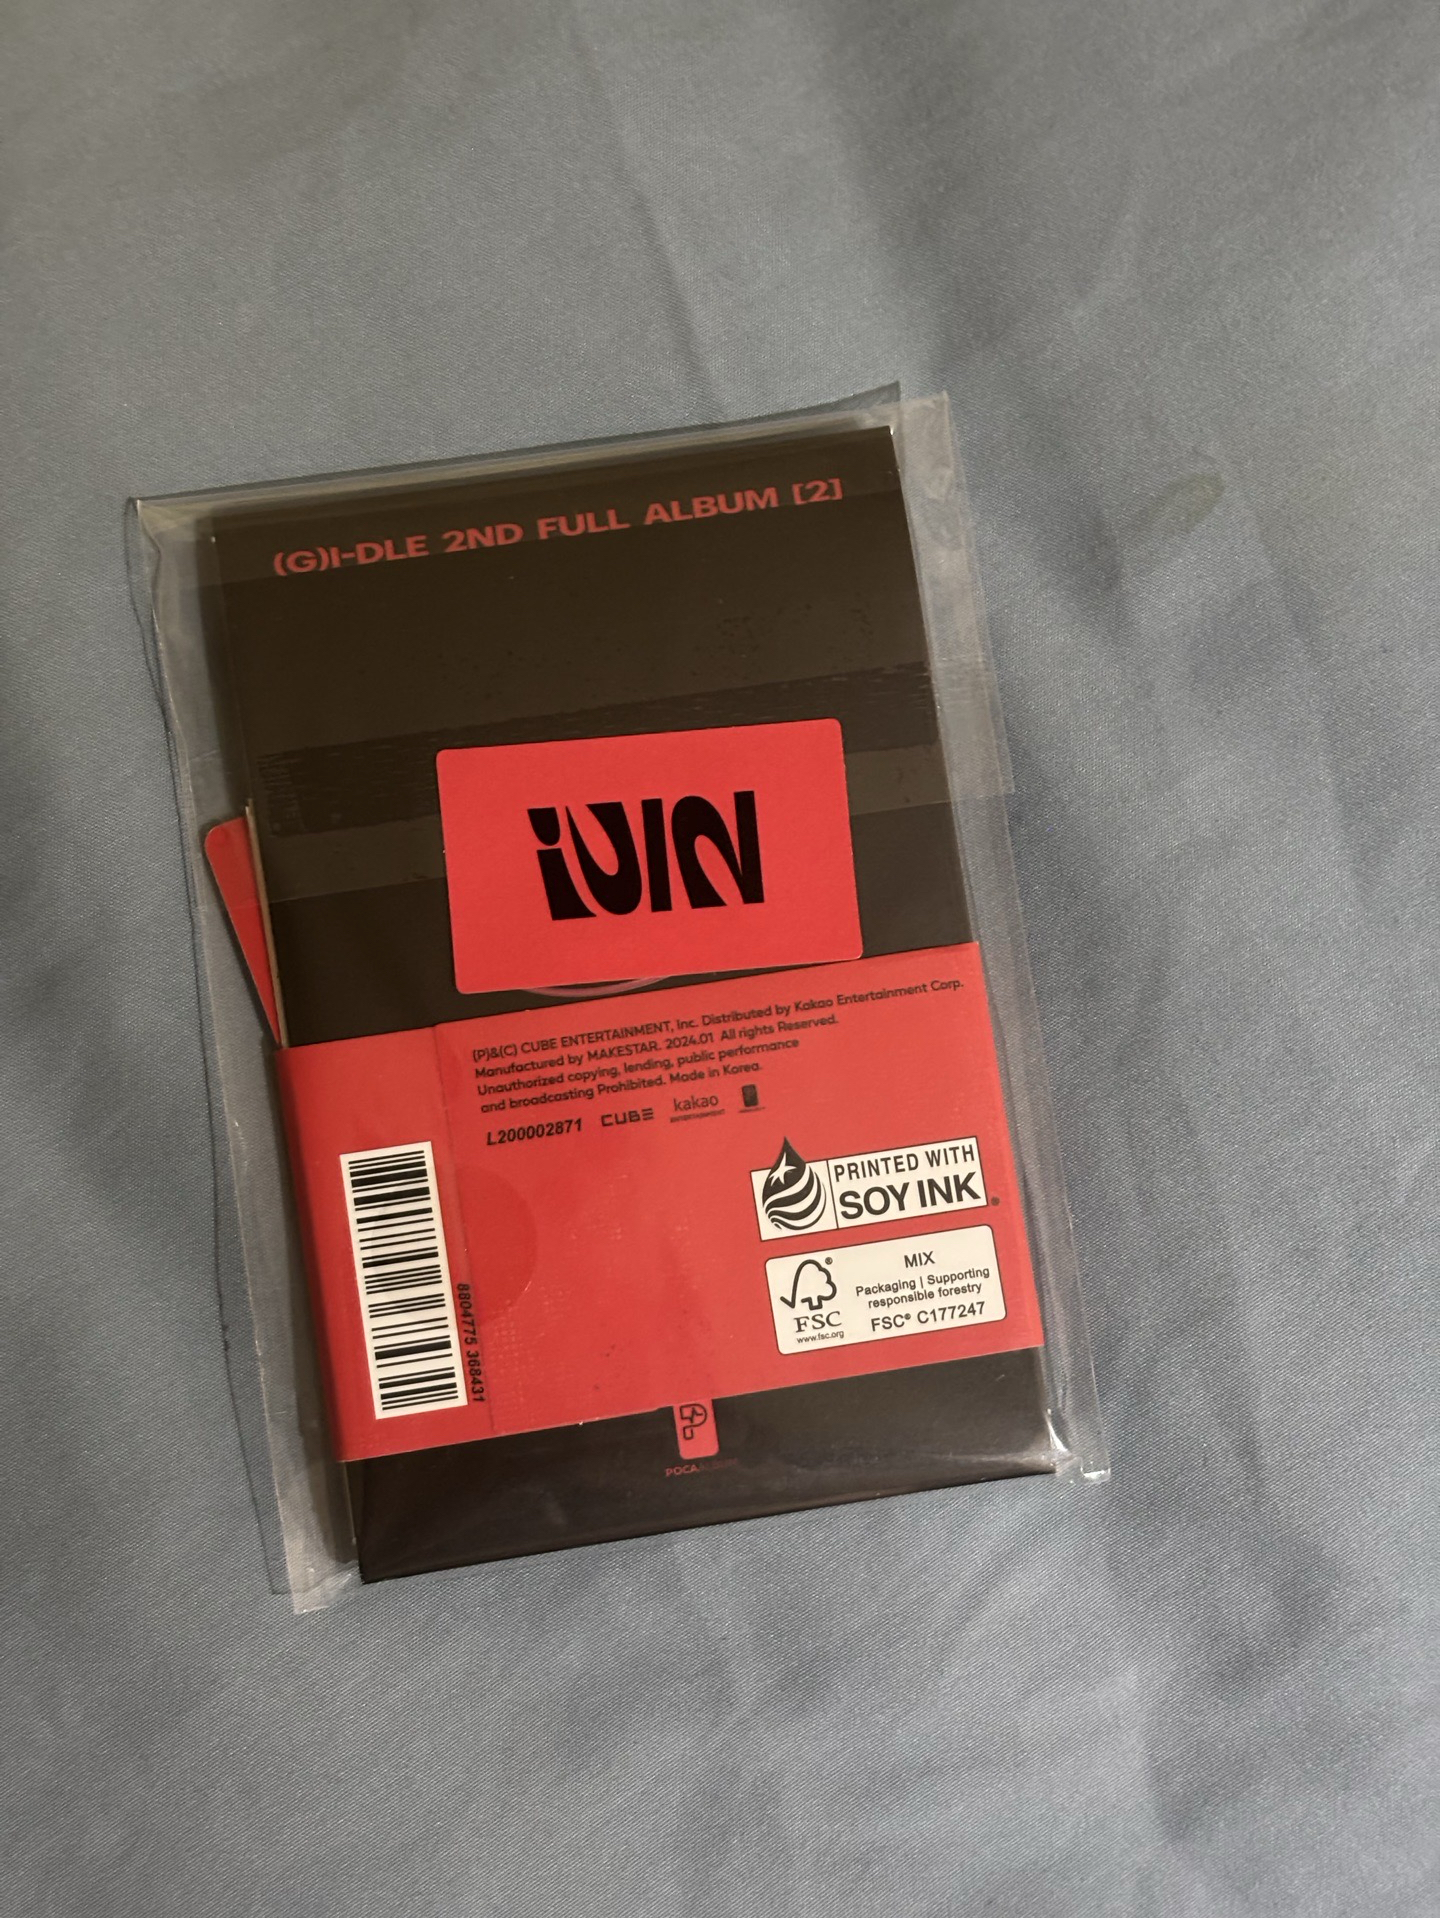 (G)I-DLE 2ND FULL ALBUM [2]
(P)&(C) CUBE ENTERTAINMENT, Inc. Distributed by Kakao Entertainment Corp.
Manufactured by MAKESTAR. 2024.01 All rights Reserved.
Unauthorized copying, lending, public performance
and broadcasting Prohibited. Made in Korea.
L200002871 CUBE kakao
ENTERTAINMENT
8804775 368431
PRINTED WITH
SOY INK
MIX
Packaging | Supporting
responsible forestry
FSC® C177247
FSC
www.fsc.org
POCAALBUM